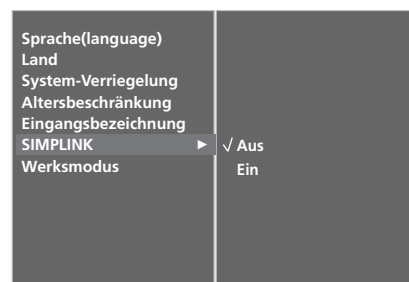 Sprache(language)
Land
System-Verriegelung
Altersbeschränkung
Eingangsbezeichnung
SIMPLINK ►
Werksmodus
√ Aus
Ein